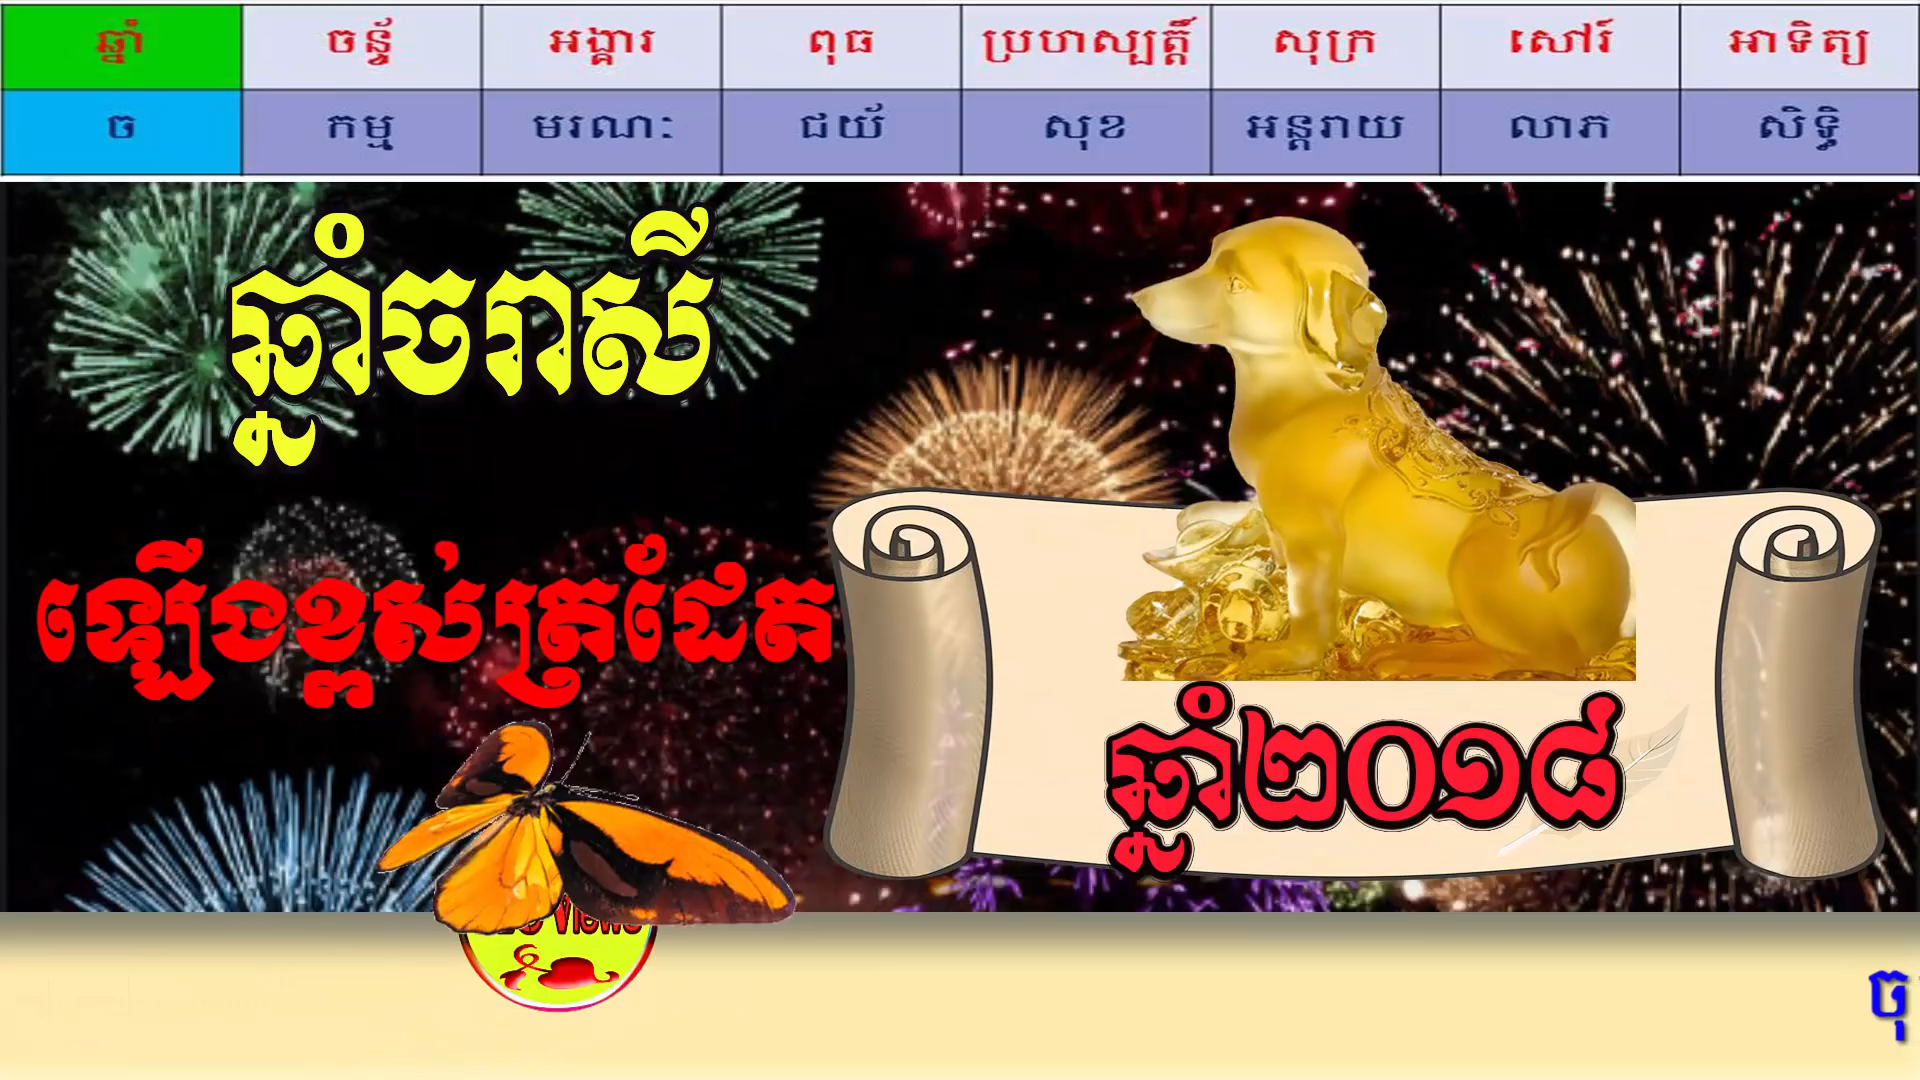 ឆ្នាំ ចន្ទ័ អង្គារ ពុធ ប្រហស្បត្តិ៍ សុក្រ សៅរ៍ អាទិត្យ
ច កម្ម មរណៈ ជយ័ សុខ អន្តរាយ លាភ សិទ្ធិ
ឆ្នាំចរាសី
ឡើងខ្ពស់ត្រដែត
ឆ្នាំ២០១៨
Views
ចុ